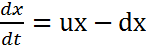 dx/dt = ux − dx